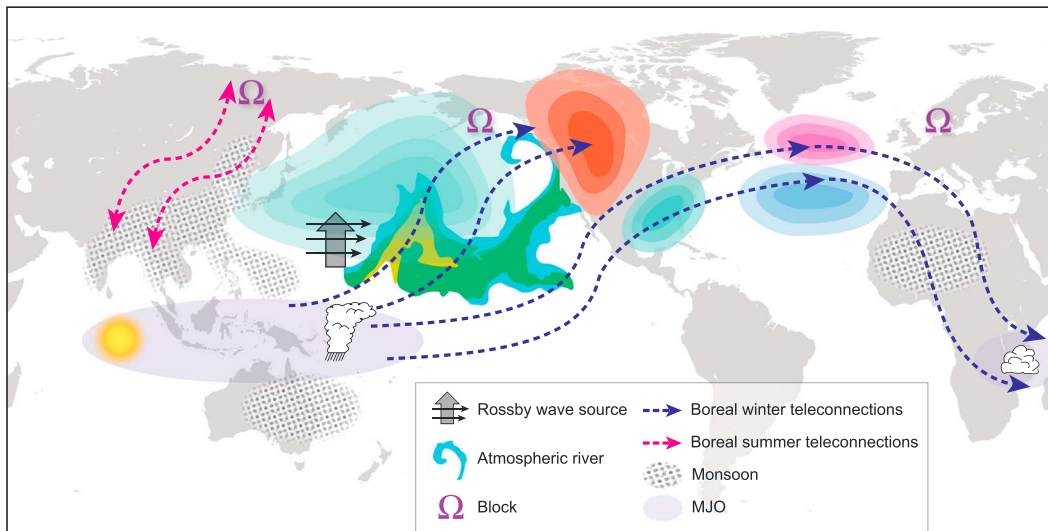 Ω
Ω
Ω
Rossby wave source
Boreal winter teleconnections
Atmospheric river
Boreal summer teleconnections
Monsoon
Ω Block
MJO